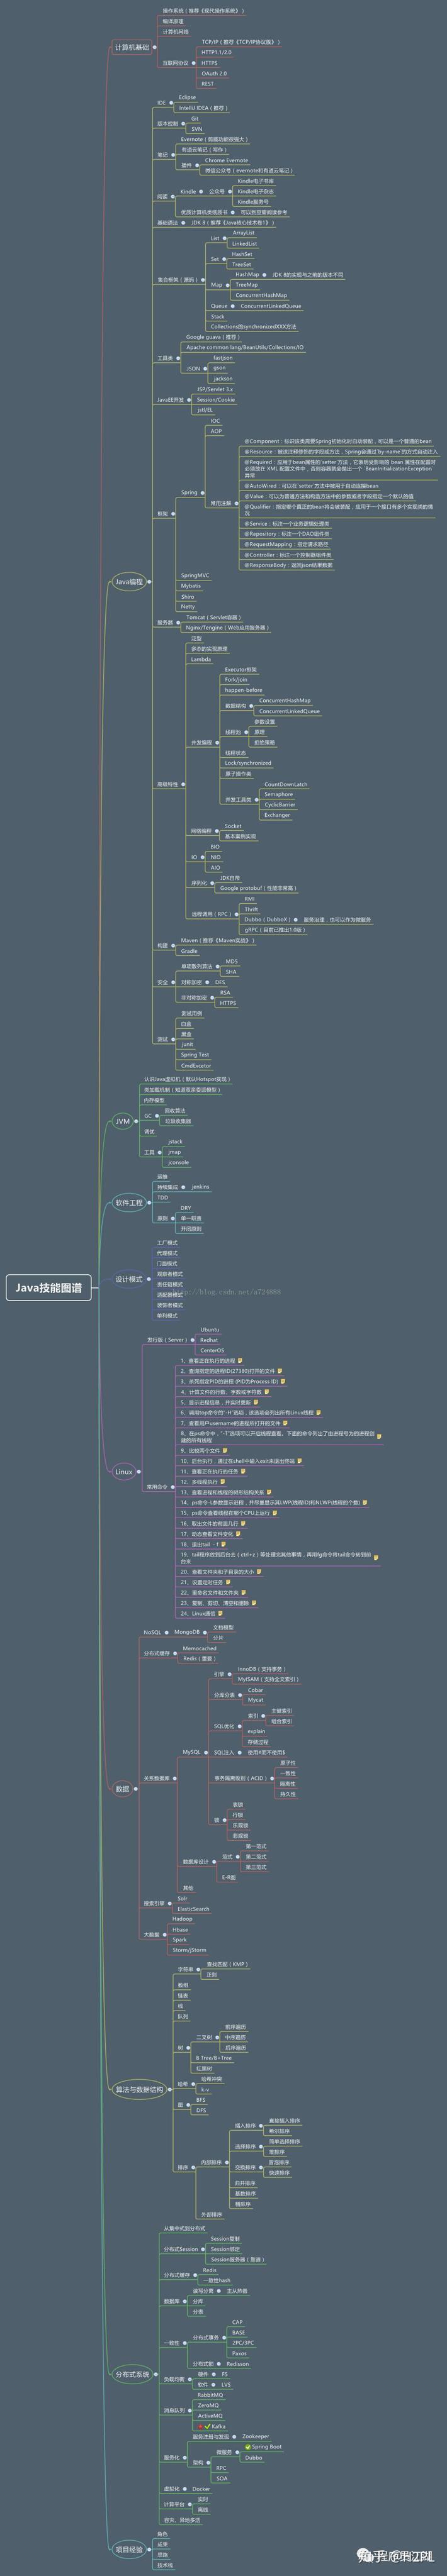 Java技能图谱
计算机基础
操作系统（推荐《现代操作系统》）
编译原理
计算机网络
互联网协议
TCP/IP（推荐《TCP/IP协议族》）
HTTP1.1/2.0
HTTPS
OAuth 2.0
REST
Java编程
IDE
Eclipse
IntelliJ IDEA（推荐）
版本控制
Git
SVN
笔记
Evernote（剪藏功能很强大）
有道云笔记（写作）
插件
Chrome Evernote
微信公众号（evernote和有道云笔记）
阅读
Kindle
公众号
Kindle电子书库
Kindle电子杂志
Kindle服务号
优质计算机类纸质书
可以划重圈阅参考
基础语法
JDK 8（推荐《Java核心技术卷1》）
集合框架（源码）
List
ArrayList
LinkedList
Set
HashSet
TreeSet
Map
HashMap
JDK 8的实现与之前的版本不同
TreeMap
ConcurrentHashMap
Queue
ConcurrentLinkedQueue
Stack
Collections的synchronizedXXX方法
工具类
Google guava（推荐）
Apache common lang/BeanUtils/Collections/IO
JSON
fastjson
gson
jackson
JavaEE开发
JSP/Servlet 3.x
Session/Cookie
jstl/EL
框架
Spring
IOC
AOP
常用注解
@Component：标识该类需要Spring初始化时自动装配，可以是一个普通的bean
@Resource：被该注释修饰的字段或方法，Spring会通过`by-name`的方式自动注入
@Required：应用于bean属性的`setter`方法，它表明受影响的 bean 属性在配置时
必须放在 XML 配置文件中，否则容器就会抛出一个 `BeanInitializationException`
异常
@AutoWired：可以在`setter`方法中被用于自动连接bean
@Value：可以为普通方法和构造方法中的参数或者字段指定一个默认的值
@Qualifier：指定哪个真正的bean将会被装配，应用于一个接口有多个实现类的情
况
@Service：标注一个业务逻辑处理类
@Repository：标注一个DAO组件类
@RequestMapping：指定请求路径
@Controller：标注一个控制器组件类
@ResponseBody：返回json结果数据
SpringMVC
Mybatis
Shiro
Netty
服务器
Tomcat（Servlet容器）
Nginx/Tengine（Web应用服务器）
高级特性
泛型
多态的实现原理
Lambda
并发编程
Executor框架
Fork/join
happen-before
数据结构
ConcurrentHashMap
ConcurrentLinkedQueue
线程池
参数设置
原理
拒绝策略
线程状态
Lock/synchronized
原子操作类
并发工具类
CountDownLatch
Semaphore
CyclicBarrier
Exchanger
网络编程
Socket
基本案例实现
IO
BIO
NIO
AIO
序列化
JDK自带
Google protobuf（性能非常高）
远程调用（RPC）
RMI
Thrift
Dubbo（DubboX）
服务治理，也可以作为微服务
gRPC（目前已推出1.0版）
构建
Maven（推荐《Maven实战》）
Gradle
安全
单项散列算法
MD5
SHA
对称加密
DES
非对称加密
RSA
HTTPS
测试
测试用例
白盒
黑盒
junit
Spring Test
CmdExcetor
JVM
认识Java虚拟机（默认Hotspot实现）
类加载机制（知道双亲委派模型）
内存模型
GC
回收算法
垃圾收集器
调优
工具
jstack
jmap
jconsole
软件工程
运维
持续集成
jenkins
TDD
原则
DRY
单一职责
开闭原则
设计模式
工厂模式
代理模式
门面模式
观察者模式
责任链模式
适配器模式
装饰者模式
单利模式
Linux
发行版（Server）
Ubuntu
Redhat
CenterOS
常用命令
1、查看正在执行的进程
2、查询指定的进程ID(27380)打开的文件
3、杀死指定PID的进程 (PID为Process ID)
4、计算文件的行数、字数或字符数
5、显示进程信息，并实时更新
6、调用top命令的"-H"选项，该选项会列出所有Linux线程
7、查看用户username的进程所打开的文件
8、在ps命令中，"-T"选项可以开启线程查看。下面的命令列出了由进程号为的进程创
建的所有线程
9、比较两个文件
10、后台执行，通过在shell中输入exit来退出终端
11、查看正在执行的任务
12、多线程执行
13、查看进程和线程的树形结构关系
14、ps命令-L参数显示进程，并尽量显示其LWP(线程ID)和NLWP(线程的个数)
15、ps命令查看线程在哪个CPU上运行
16、取出文件的前面几行
17、动态查看文件变化
18、退出tail －f
19、tail程序放到后台去（ctrl+z）等处理完其他事情，再用fg命令将tail命令转到前
台来
20、查看文件夹和子目录的大小
21、设置定时任务
22、重命名文件和文件夹
23、复制、剪切、清空和擦除
24、Linux通信
数据
NoSQL
MongoDB
文档模型
分片
分布式缓存
Memocached
Redis（重要）
关系数据库
MySQL
引擎
InnoDB（支持事务）
MyISAM（支持全文索引）
分库分表
Cobar
Mycat
SQL优化
索引
主键索引
组合索引
explain
存储过程
SQL注入
使用#而不使用$
事务隔离级别（ACID）
原子性
一致性
隔离性
持久性
锁
表锁
行锁
乐观锁
悲观锁
数据库设计
范式
第一范式
第二范式
第三范式
E-R图
其他
搜索引擎
Solr
ElasticSearch
大数据
Hadoop
Hbase
Spark
Storm/jStorm
算法与数据结构
字符串
查找匹配（KMP）
正则
数组
链表
栈
队列
树
二叉树
前序遍历
中序遍历
后序遍历
B Tree/B+Tree
红黑树
哈希
哈希冲突
k-v
图
BFS
DFS
排序
内部排序
插入排序
直接插入排序
希尔排序
选择排序
简单选择排序
堆排序
交换排序
冒泡排序
快速排序
归并排序
基数排序
桶排序
外部排序
分布式系统
从集中式到分布式
分布式Session
Session复制
Session绑定
Session服务器（靠谱）
分布式缓存
Redis
一致性hash
数据库
读写分离
主从热备
分库
分表
一致性
分布式事务
CAP
BASE
2PC/3PC
Paxos
分布式锁
Redisson
负载均衡
硬件
F5
软件
LVS
消息队列
RabbitMQ
ZeroMQ
ActiveMQ
Kafka
服务化
服务注册与发现
Zookeeper
架构
微服务
Spring Boot
Dubbo
RPC
SOA
虚拟化
Docker
计算平台
实时
离线
容灾、异地多活
项目经验
角色
成果
思路
技术栈
http://blog.csdn.net/a724888